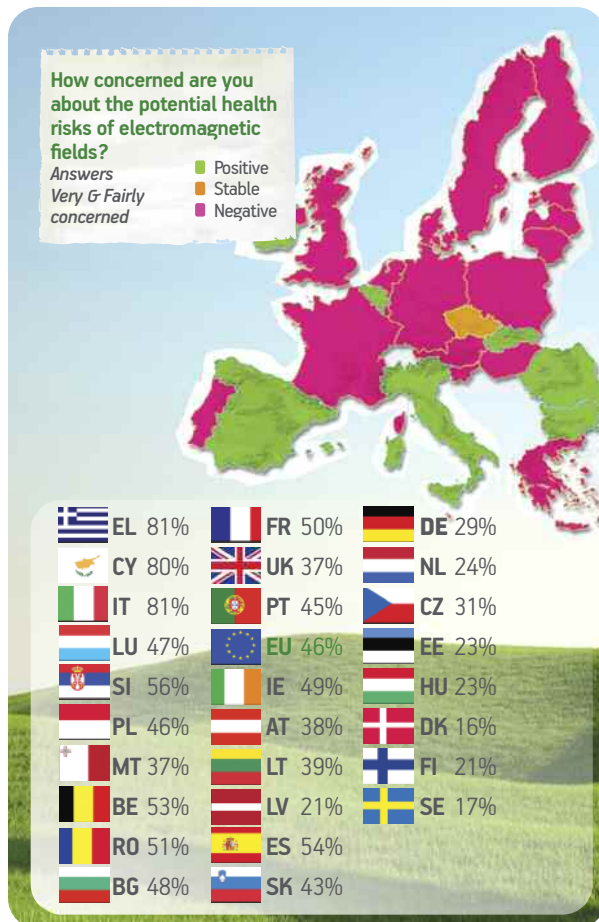 How concerned are you
about the potential health
risks of electromagnetic
fields?
Answers
Very & Fairly
concerned
Positive
Stable
Negative
EL 81%
CY 80%
IT 81%
LU 47%
SI 56%
PL 46%
MT 37%
BE 53%
RO 51%
BG 48%
FR 50%
UK 37%
PT 45%
EU 46%
IE 49%
AT 38%
LT 39%
LV 21%
ES 54%
SK 43%
DE 29%
NL 24%
CZ 31%
EE 23%
HU 23%
DK 16%
FI 21%
SE 17%